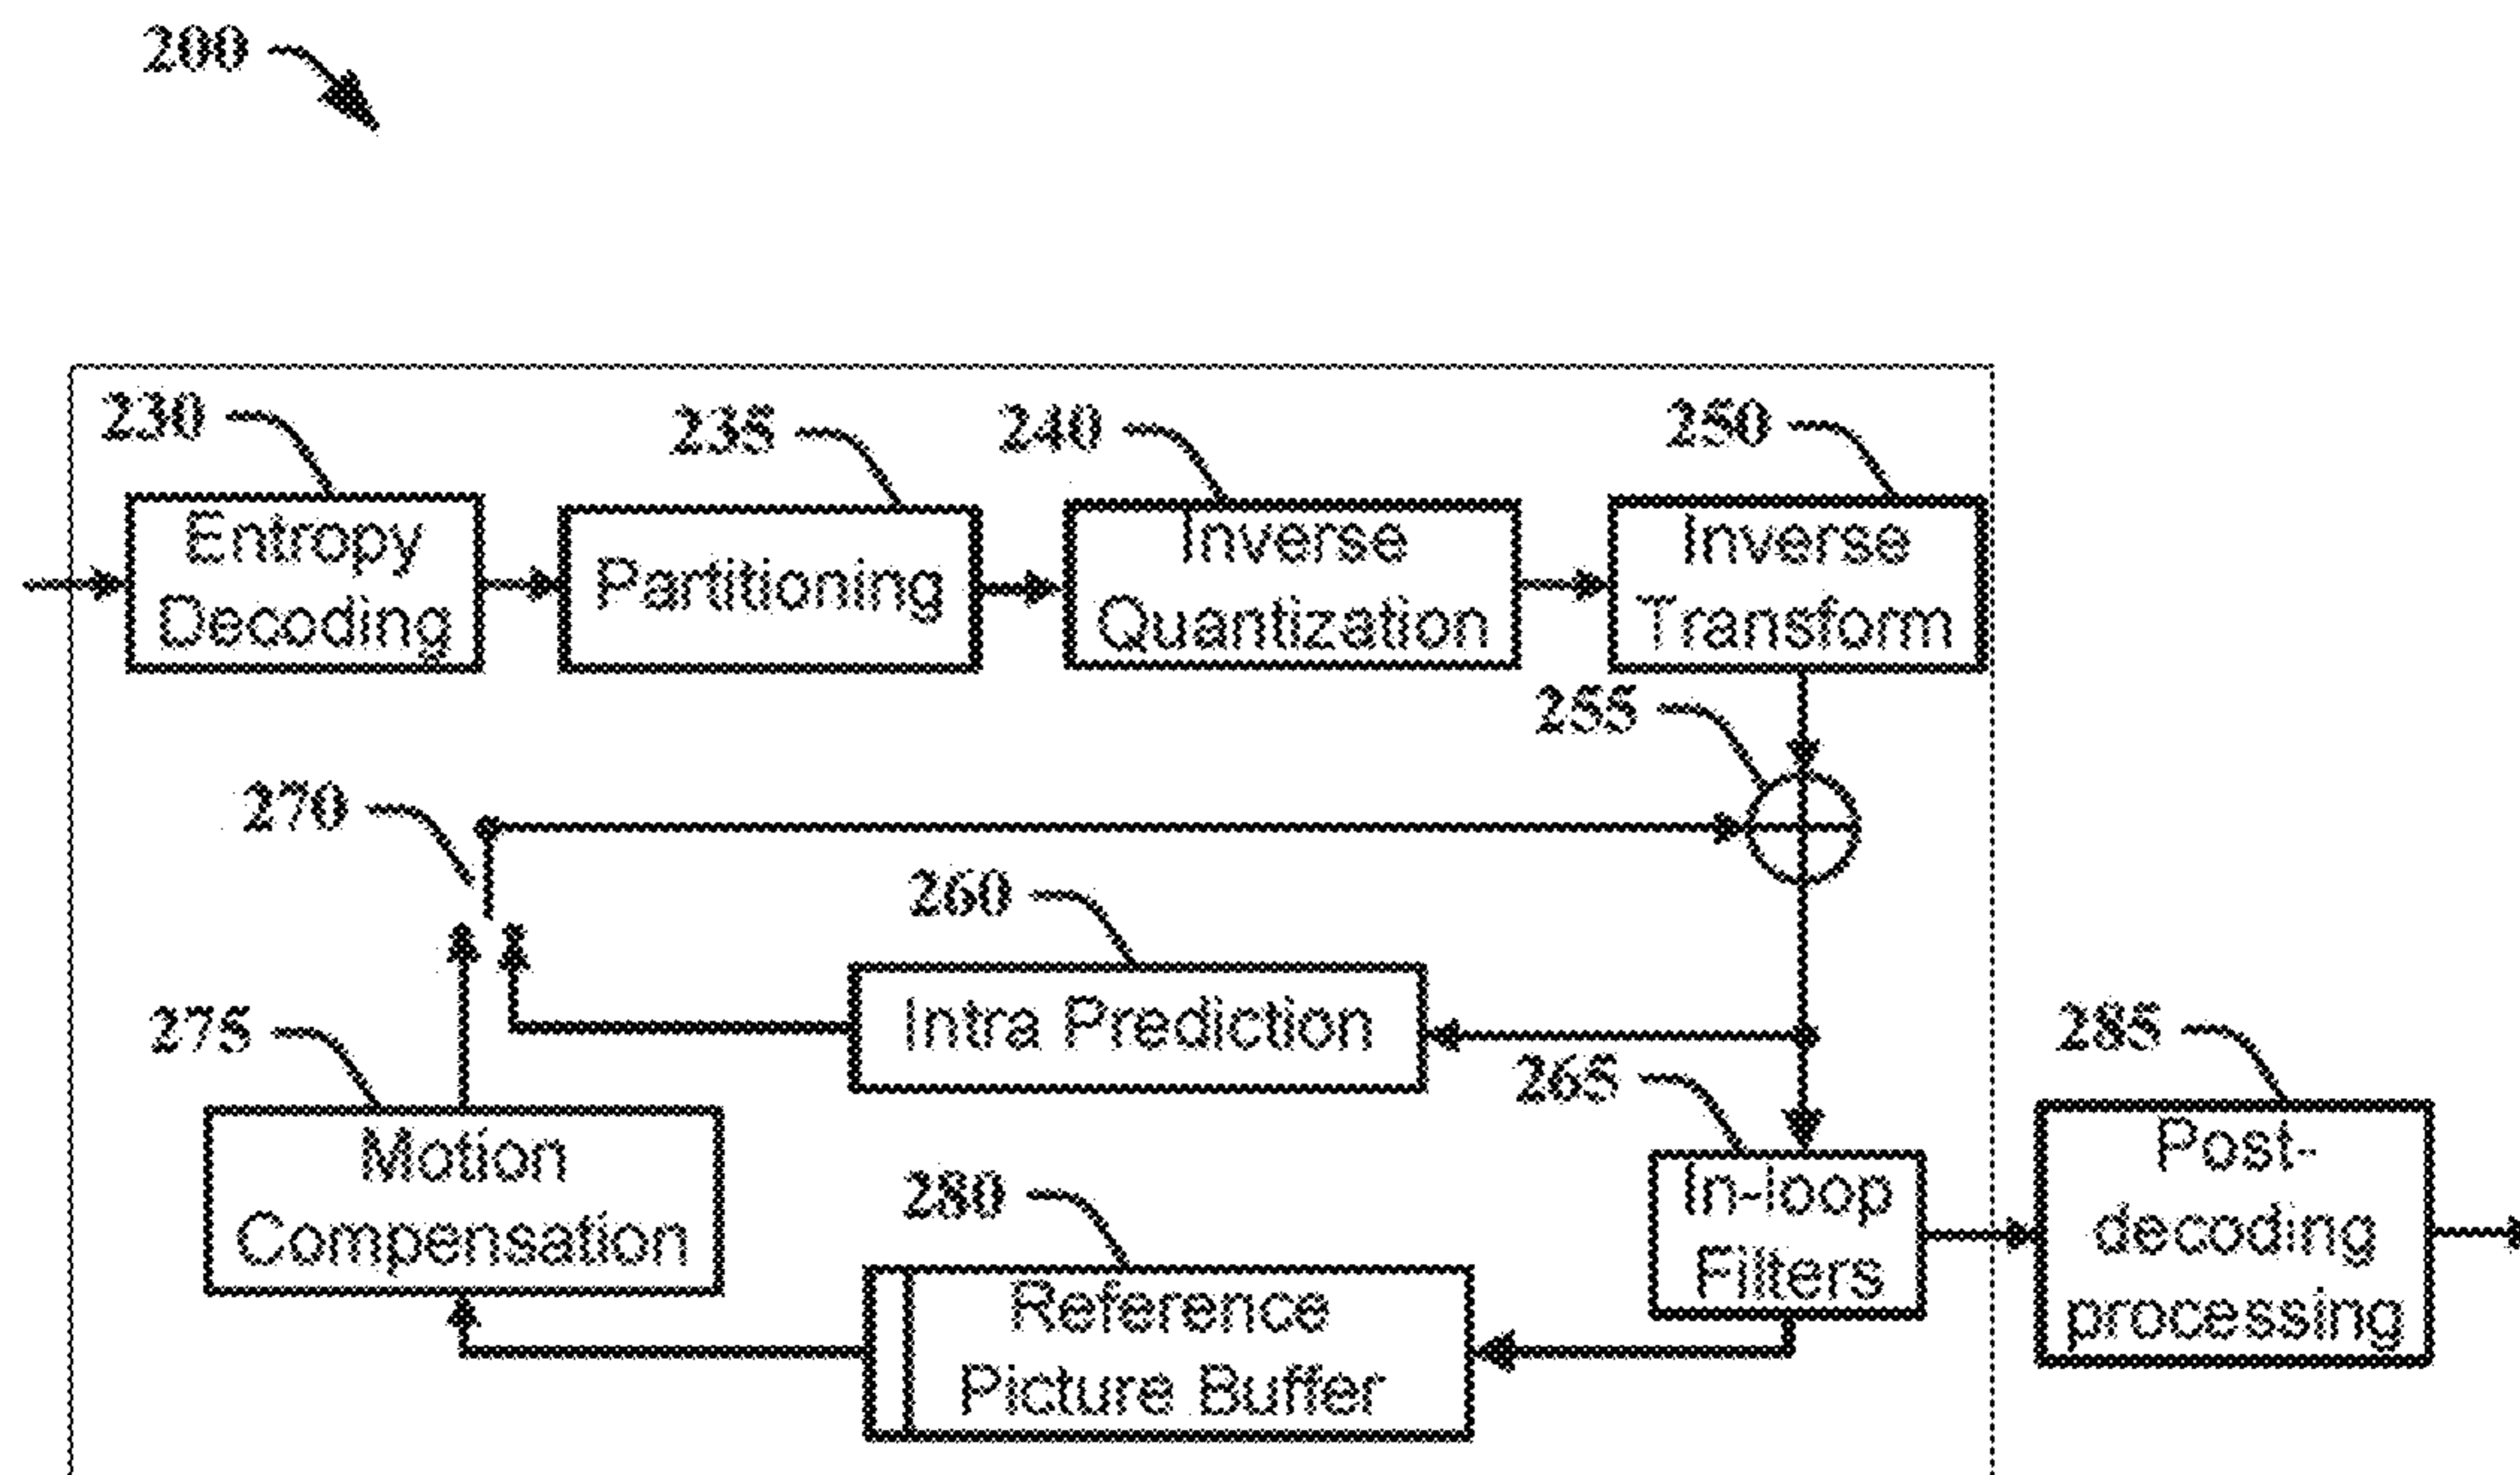 200
230
235
240
250
Entropy
Decoding
Partitioning
Inverse
Quantization
Inverse
Transform
255
270
260
Intra Prediction
275
285
265
Motion
Compensation
280
In-loop
Filters
Post-
decoding
processing
Reference
Picture Buffer